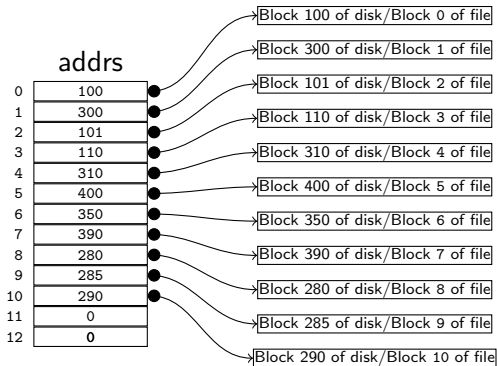 addrs
0 100
1 300
2 101
3 110
4 310
5 400
6 350
7 390
8 280
9 285
10 290
11 0
12 0
Block 100 of disk/Block 0 of file
Block 300 of disk/Block 1 of file
Block 101 of disk/Block 2 of file
Block 110 of disk/Block 3 of file
Block 310 of disk/Block 4 of file
Block 400 of disk/Block 5 of file
Block 350 of disk/Block 6 of file
Block 390 of disk/Block 7 of file
Block 280 of disk/Block 8 of file
Block 285 of disk/Block 9 of file
Block 290 of disk/Block 10 of file